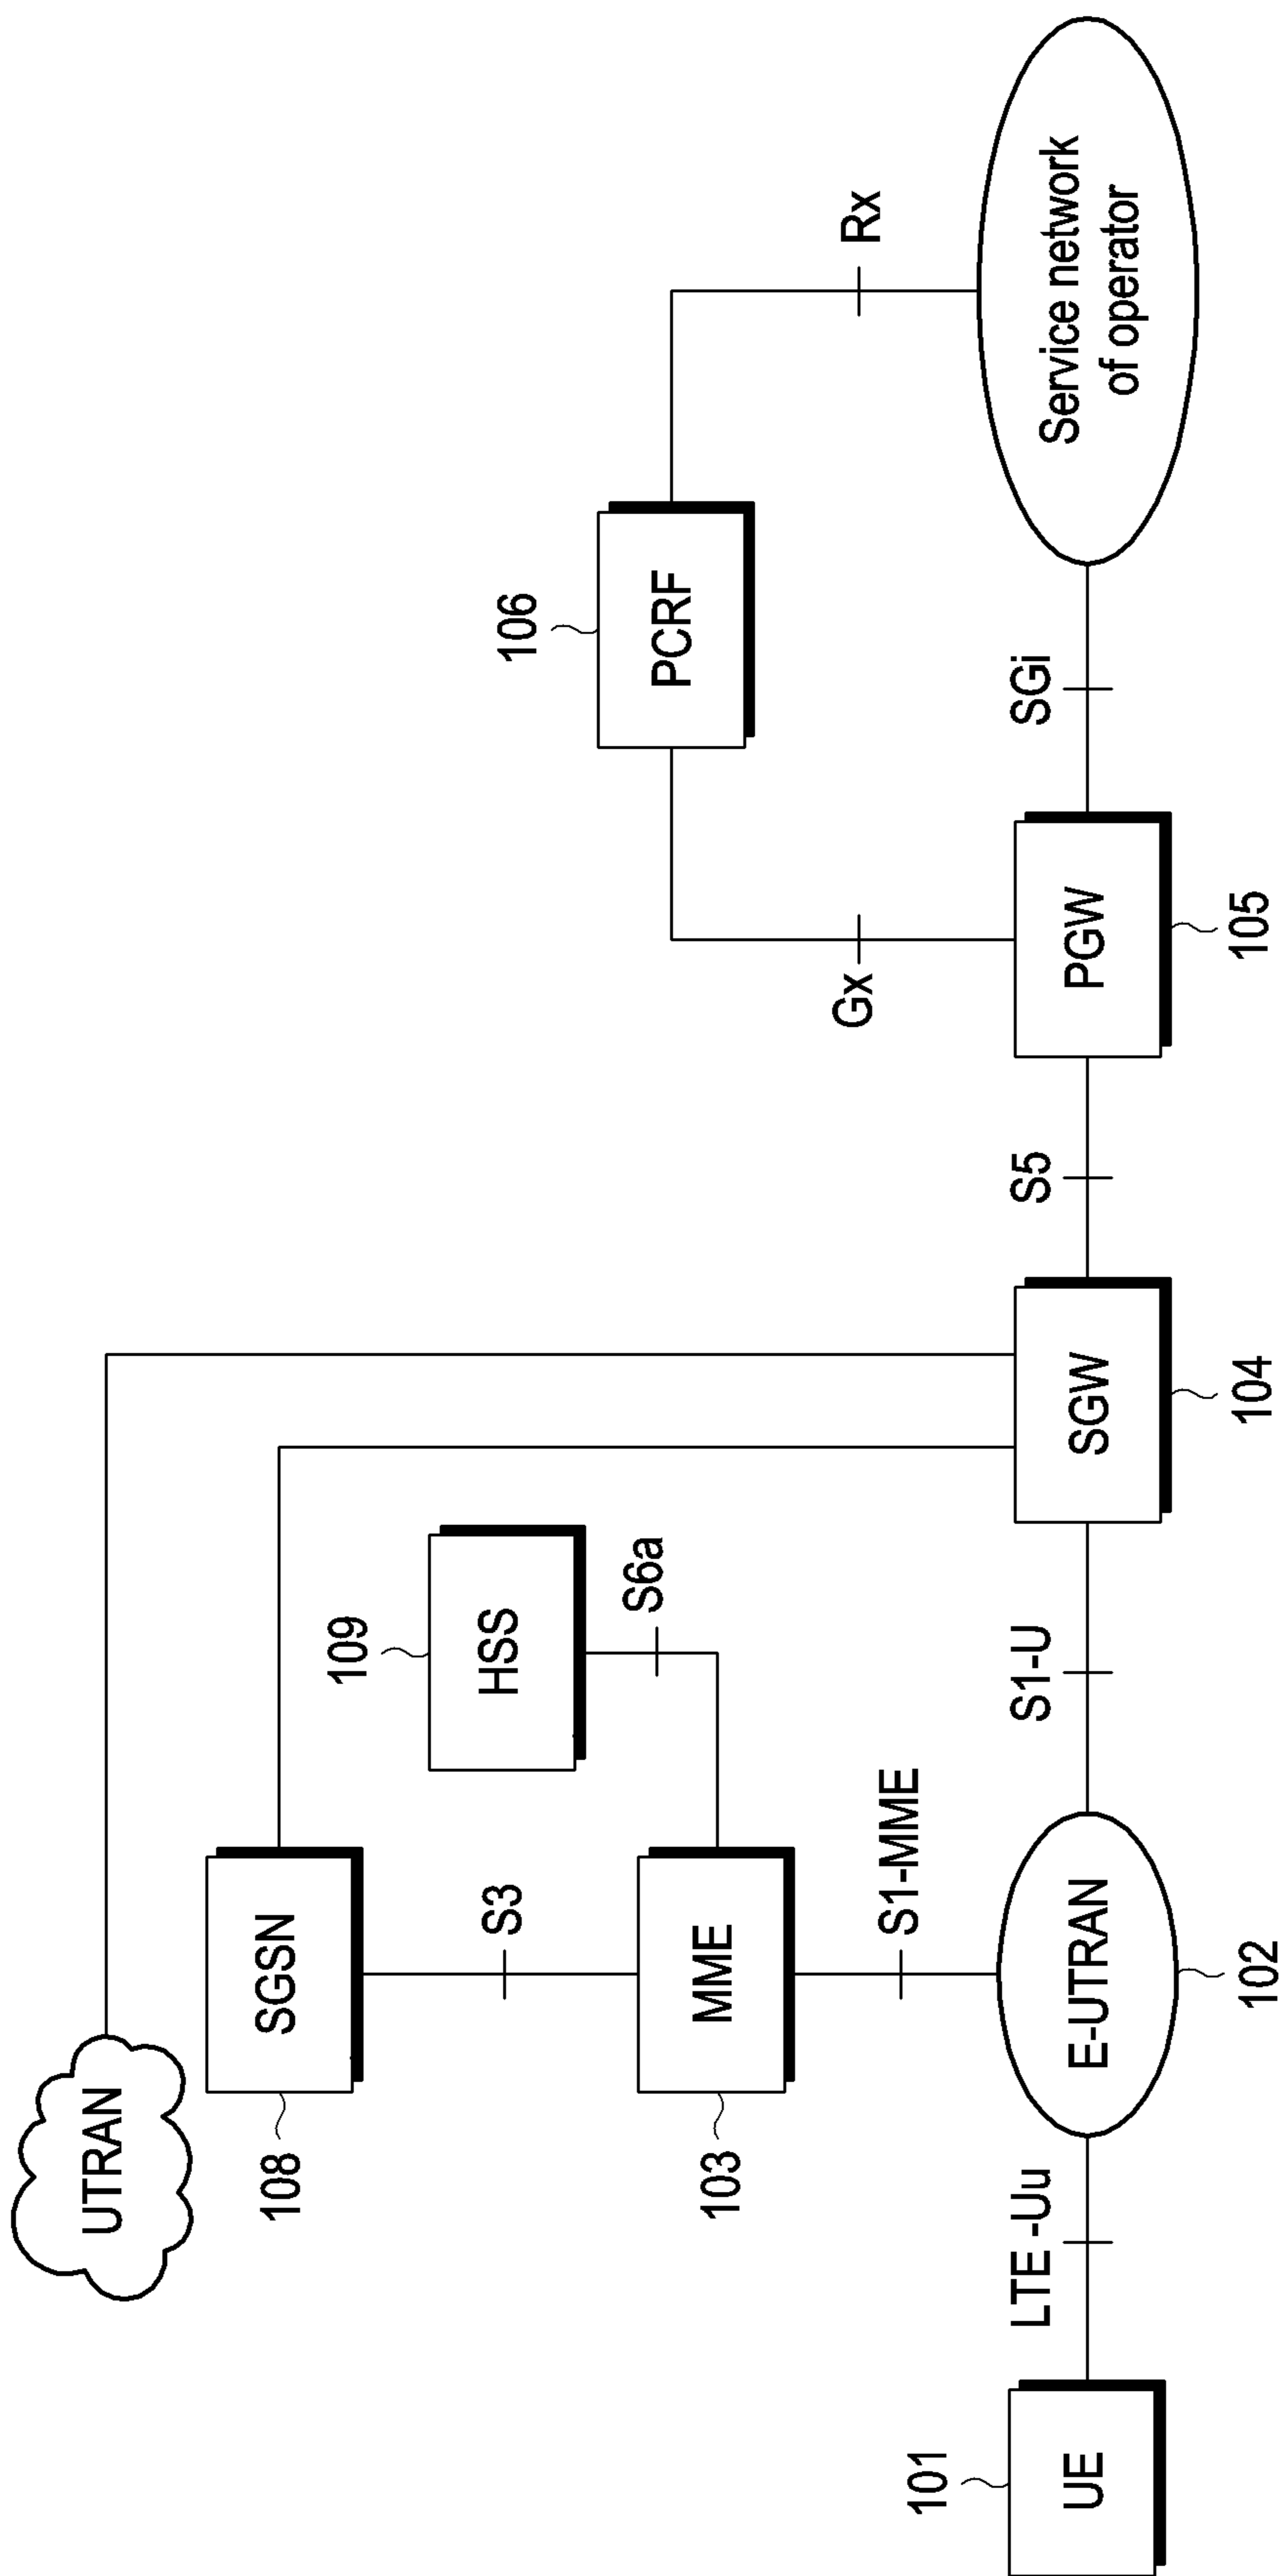 UTRAN
SGSN
108
HSS
109
S3
S6a
MME
103
PCRF
106
Gx
Rx
S1-MME
UE
101
LTE -Uu
E-UTRAN
102
S1-U
SGW
104
S5
PGW
105
SGi
Service network
of operator